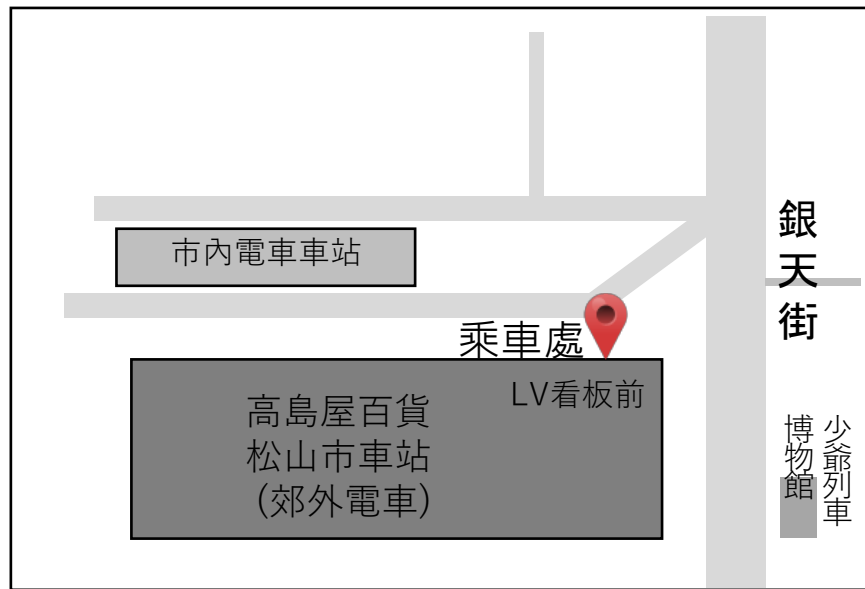 市內電車車站
乘車處
LV看板前
高島屋百貨
松山市車站
(郊外電車)
銀天街
少爺列車
博物館